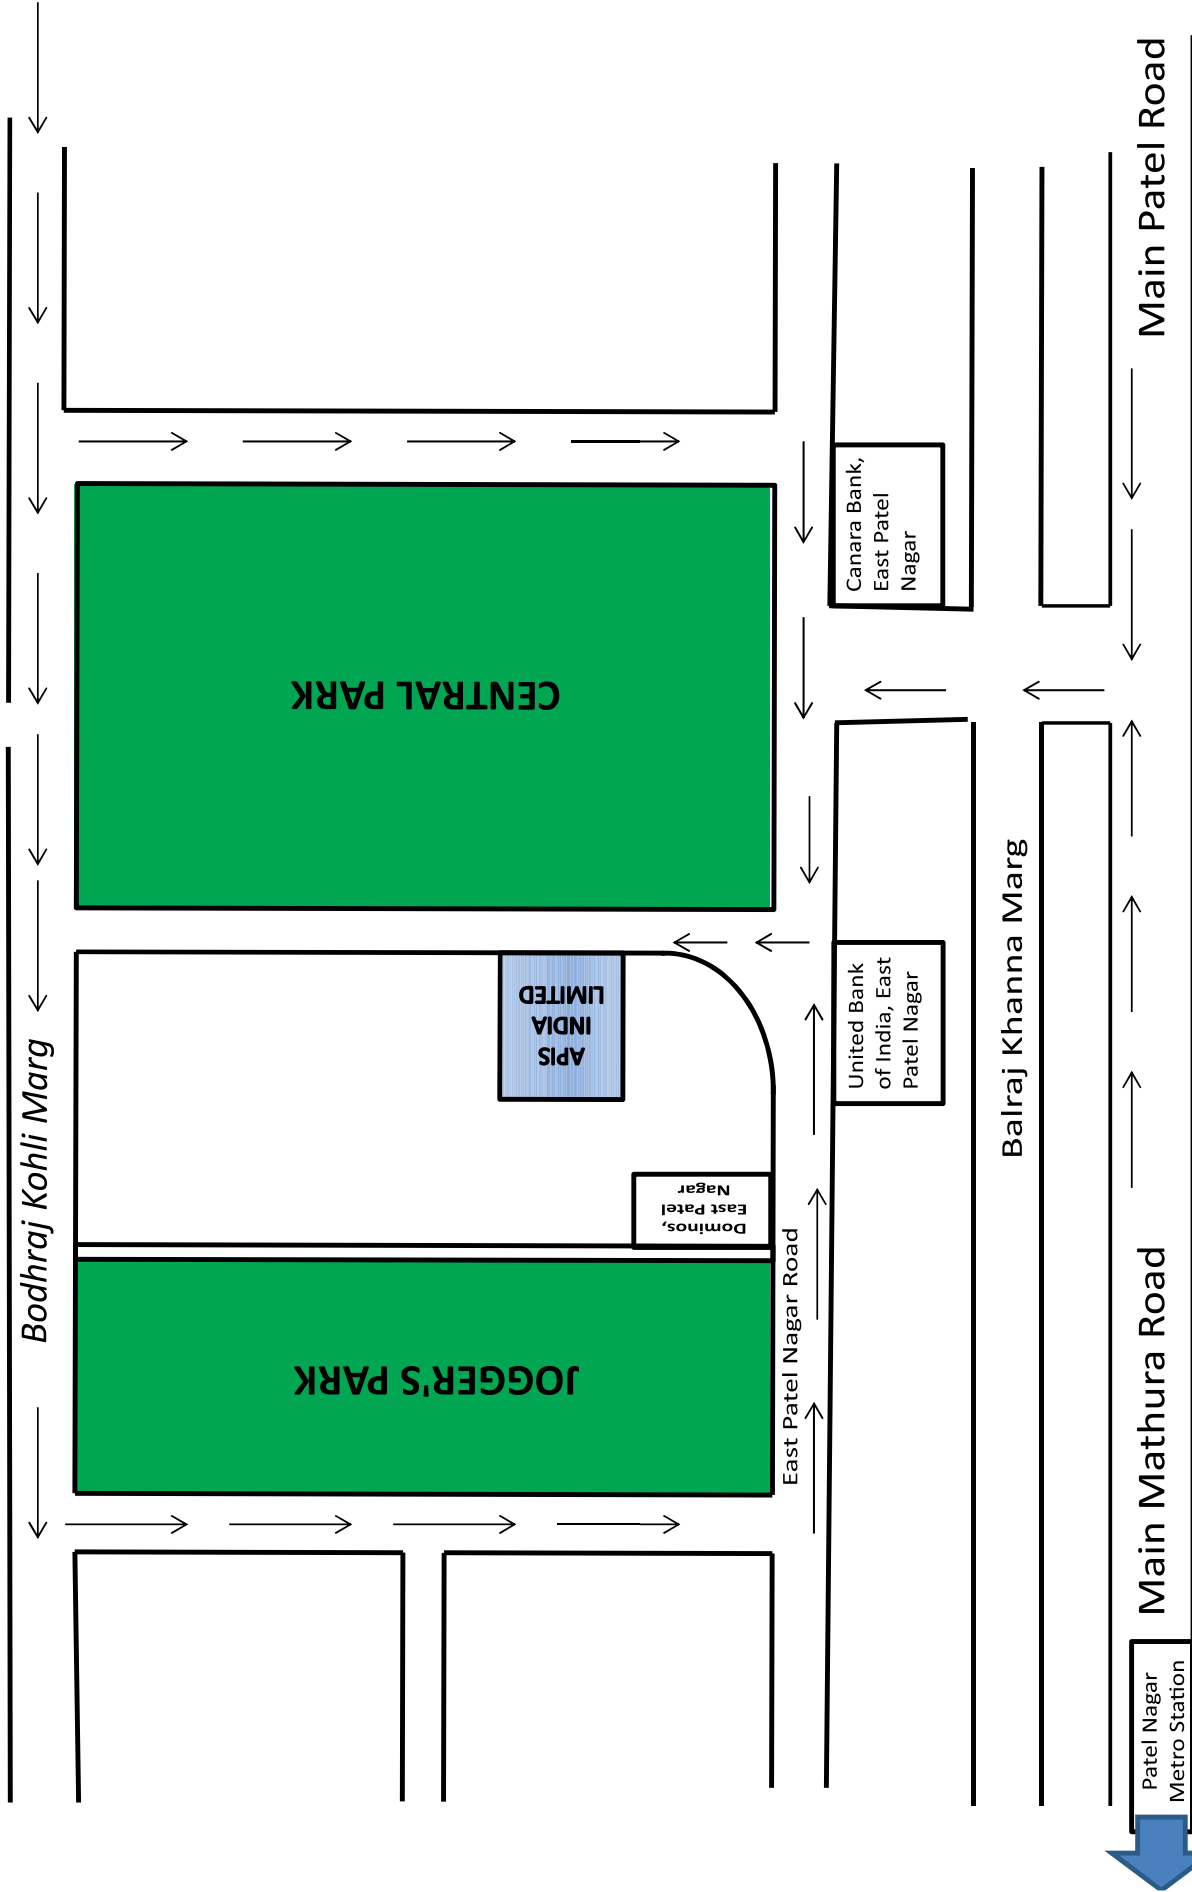 Bodhraj Kohli Marg
CENTRAL PARK
APIS
INDIA
LIMITED
Dominos,
East Patel
Nagar
JOGGER'S PARK
East Patel Nagar Road
Canara Bank,
East Patel
Nagar
United Bank
of India, East
Patel Nagar
Balraj Khanna Marg
Main Patel Road
Main Mathura Road
Patel Nagar
Metro Station